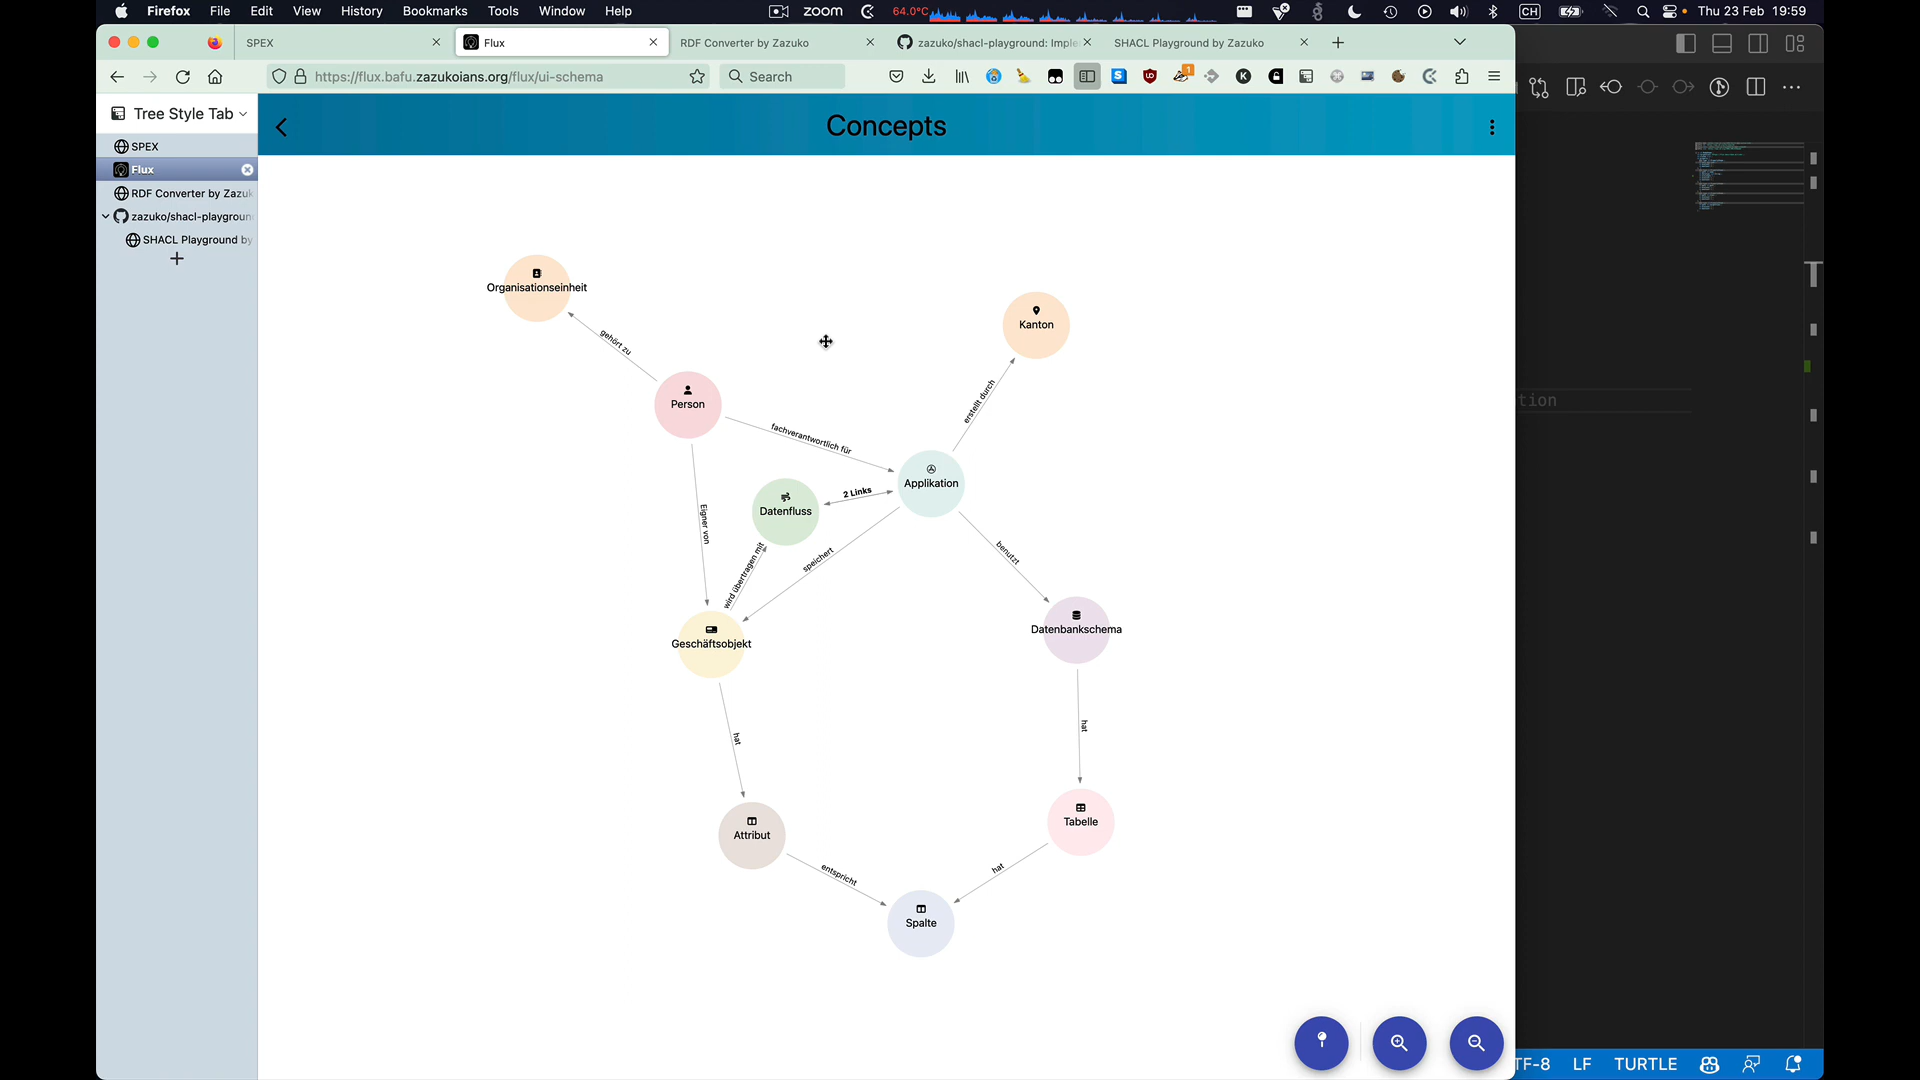 Firefox File Edit View History Bookmarks Tools Window Help zoom 64.0°C CH Thu 23 Feb 19:59
SPEX Flux RDF Converter by Zazuko zazuko/shacl-playground: Imple SHACL Playground by Zazuko
https://flux.bafu.zazukoians.org/flux/ui-schema Search
Tree Style Tab
SPEX
Flux
RDF Converter by Zazuk
zazuko/shacl-playgroun
SHACL Playground by
Concepts
Organisationseinheit
Kanton
gehört zu
Person
erstellt durch
fachverantwortlich für
Applikation
2 Links
Datenfluss
Eigner von
wird übertragen mit
speichert
benutzt
Geschäftsobjekt
Datenbankschema
hat
hat
Attribut
Tabelle
entspricht
hat
Spalte
tion
TF-8 LF TURTLE